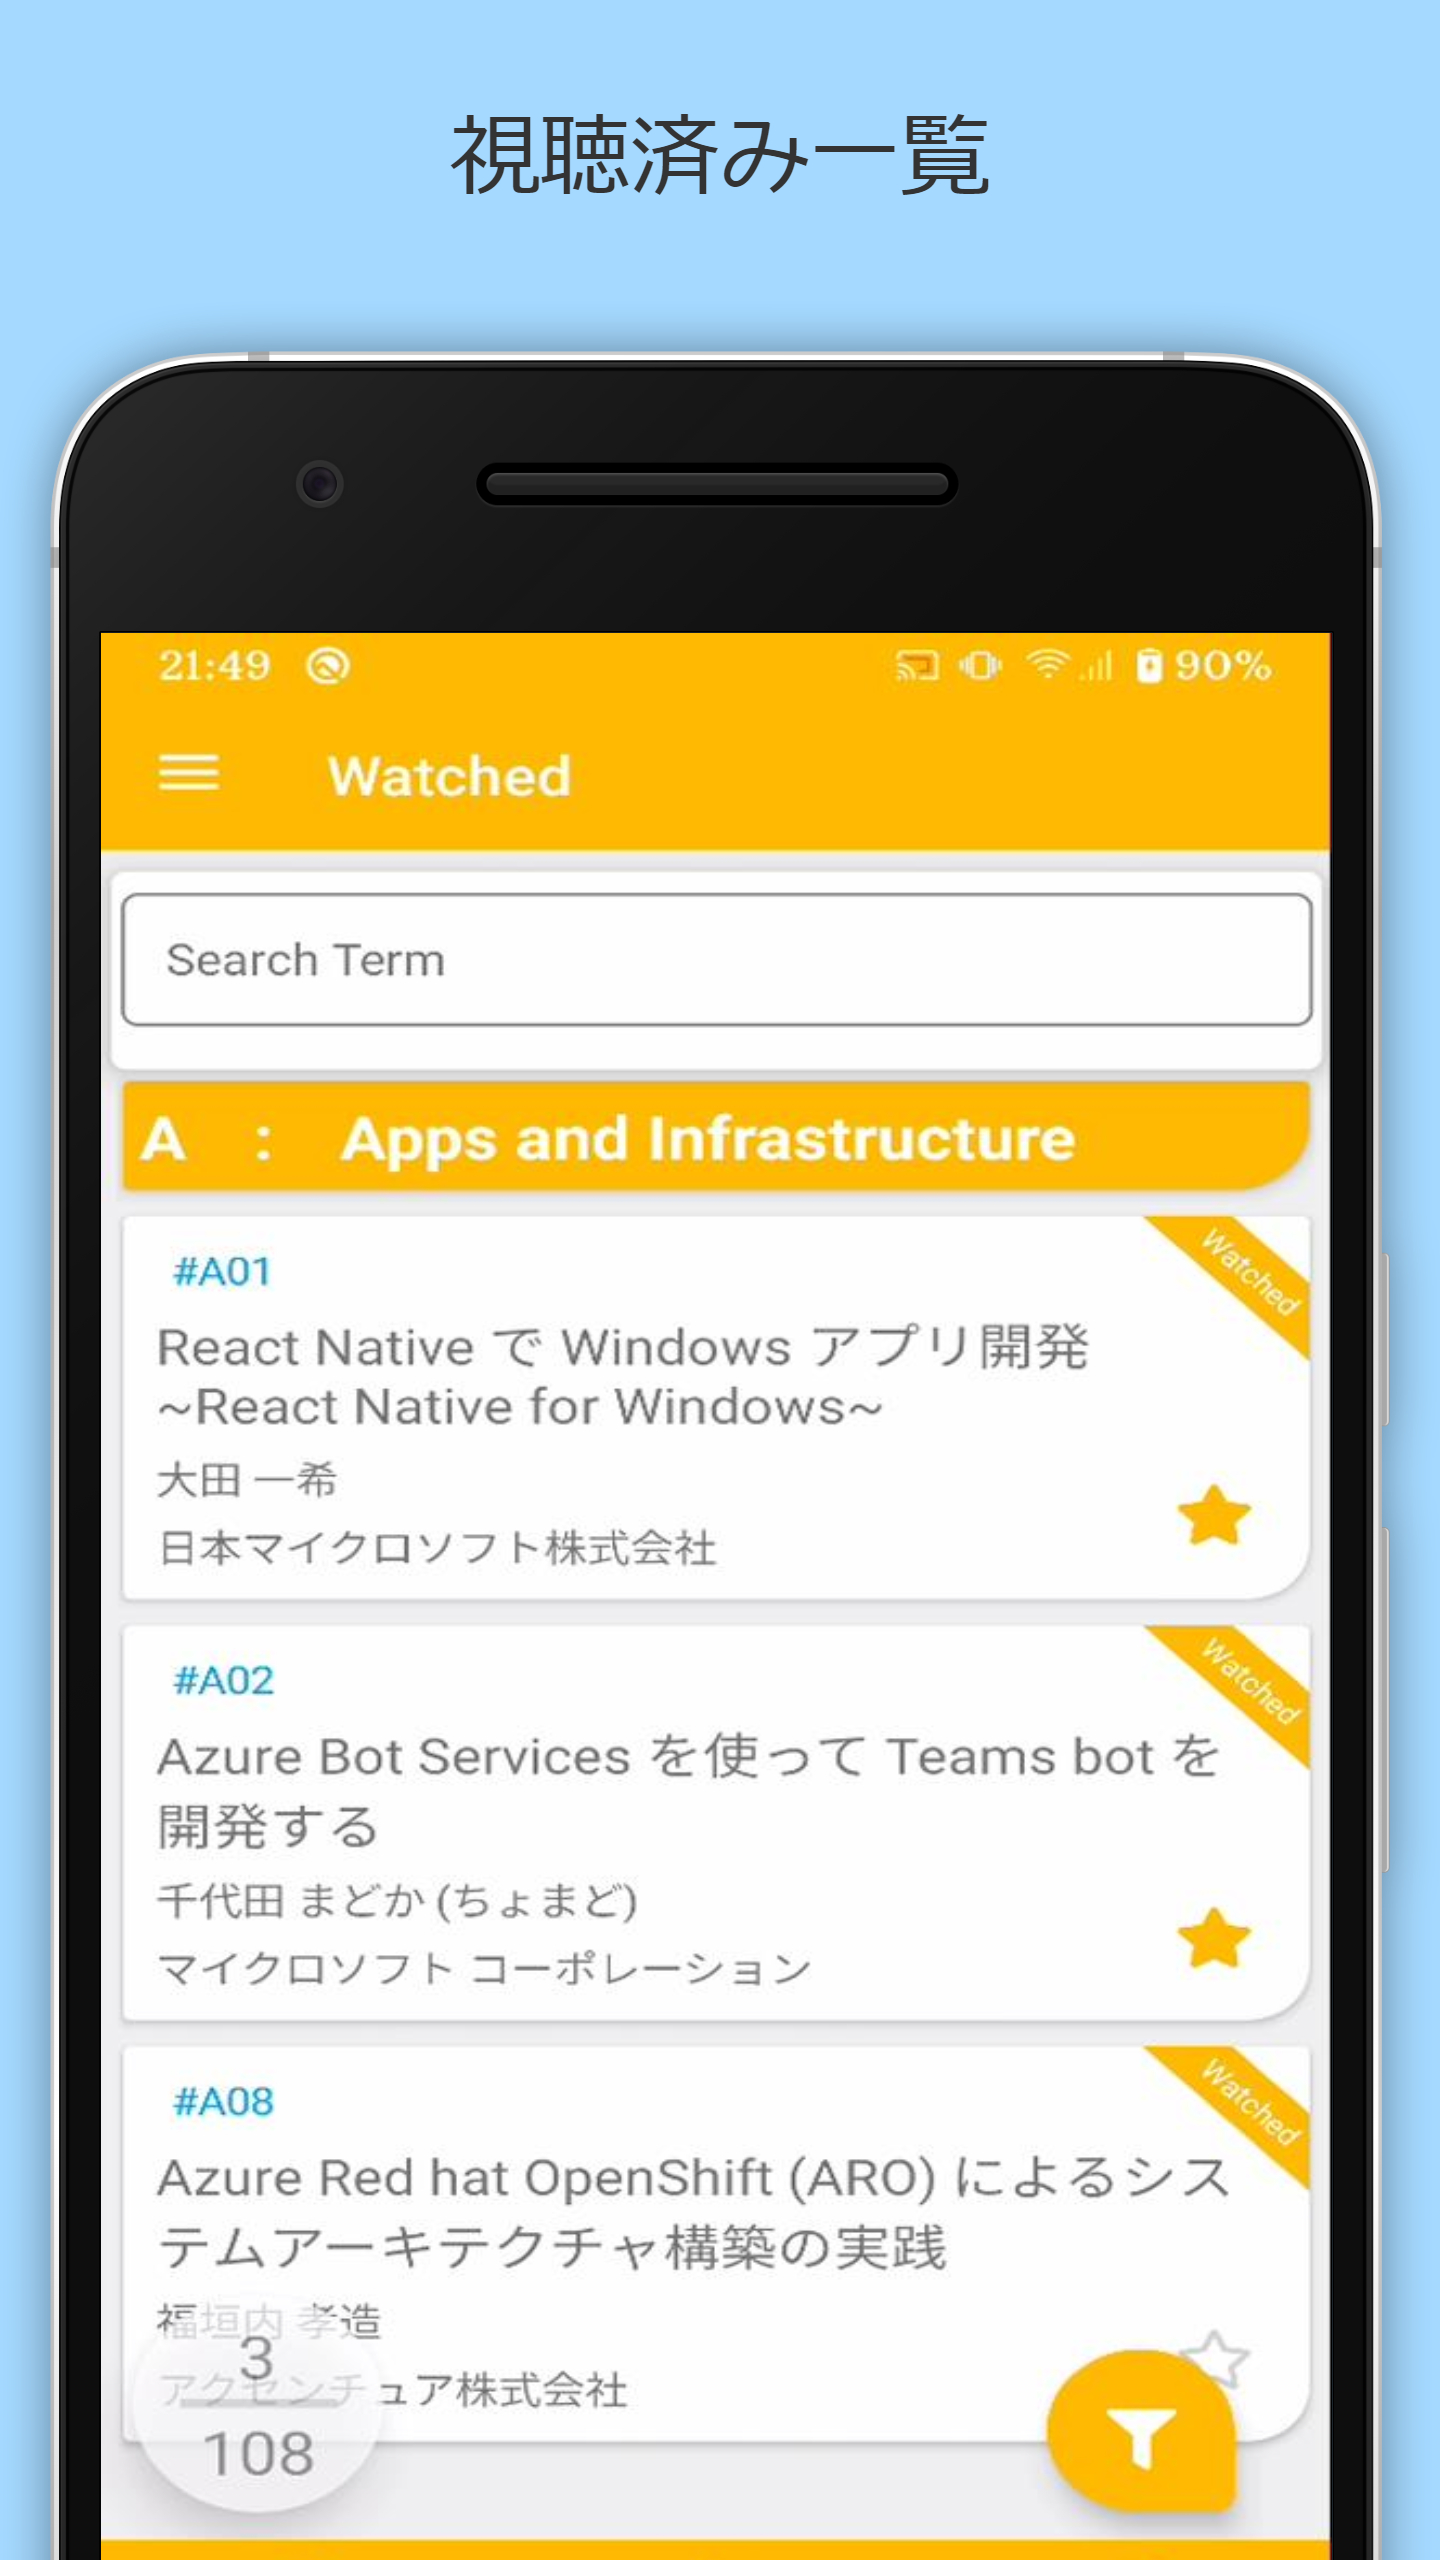 視聴済み一覧
21:49
90%
Watched
Search Term
A : Apps and Infrastructure
#A01
Watched
React Native で Windows アプリ開発
~React Native for Windows~
大田 一希
日本マイクロソフト株式会社
#A02
Watched
Azure Bot Services を使って Teams bot を
開発する
千代田 まどか (ちょまど)
マイクロソフト コーポレーション
#A08
Watched
Azure Red hat OpenShift (ARO) によるシス
テムアーキテクチャ構築の実践
福垣内 孝造
アクセンチュア株式会社
3
108